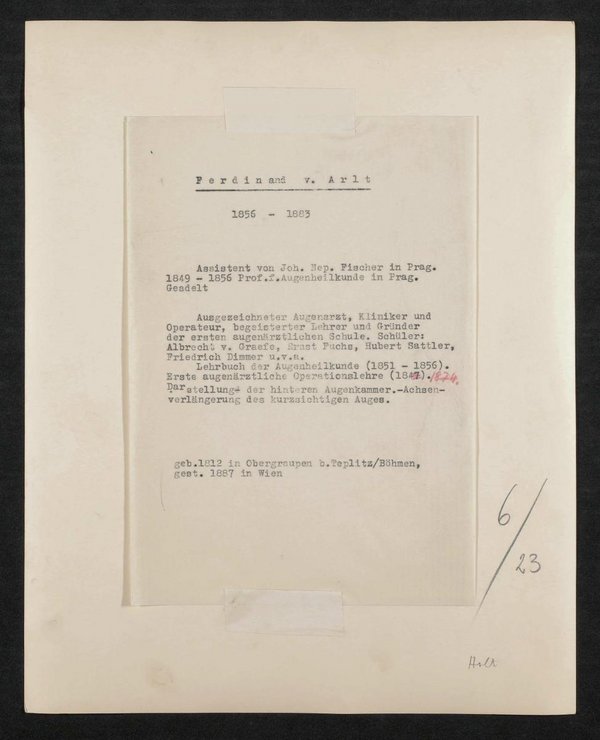 Ferdinand v. Arlt
1856 - 1883
Assistent von Joh. Nep. Fischer in Prag.
1849 - 1856 Prof.f.Augenheilkunde in Prag.
Geadelt
Ausgezeichneter Augenarzt, Kliniker und
Operateur, begeisterter Lehrer und Gründer
der ersten augenärztlichen Schule. Schüler:
Albrecht v. Graefe, Ernst Fuchs, Hubert Sattler,
Friedrich Dimmer u.v.a.
Lehrbuch der Augenheilkunde (1851 - 1856).
Erste augenärztliche Operationslehre 1874.
Darstellung der hinteren Augenkammer.-Achsen-
verlängerung des kurzsichtigen Auges.
geb.1812 in Obergraupen b.Teplitz/Böhmen,
gest. 1887 in Wien
6/23